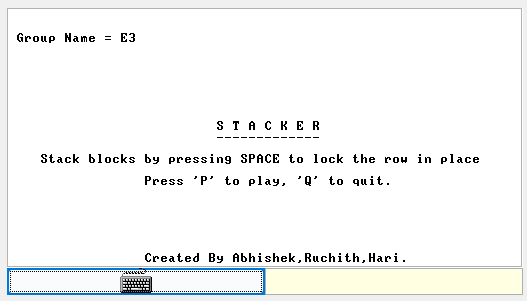 Group Name = E3
S T A C K E R
-------------
Stack blocks by pressing SPACE to lock the row in place
Press 'P' to play, 'Q' to quit.
Created By Abhishek,Ruchith,Hari.